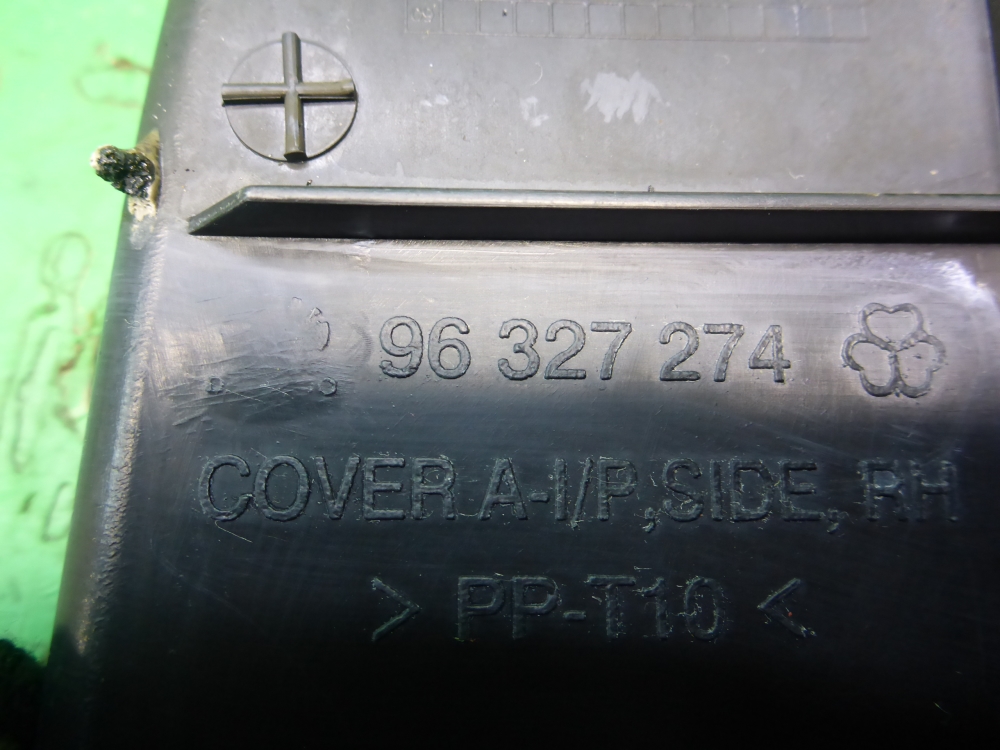 96 327 274
COVER A-I/P,SIDE, RH
> PP-T10 <